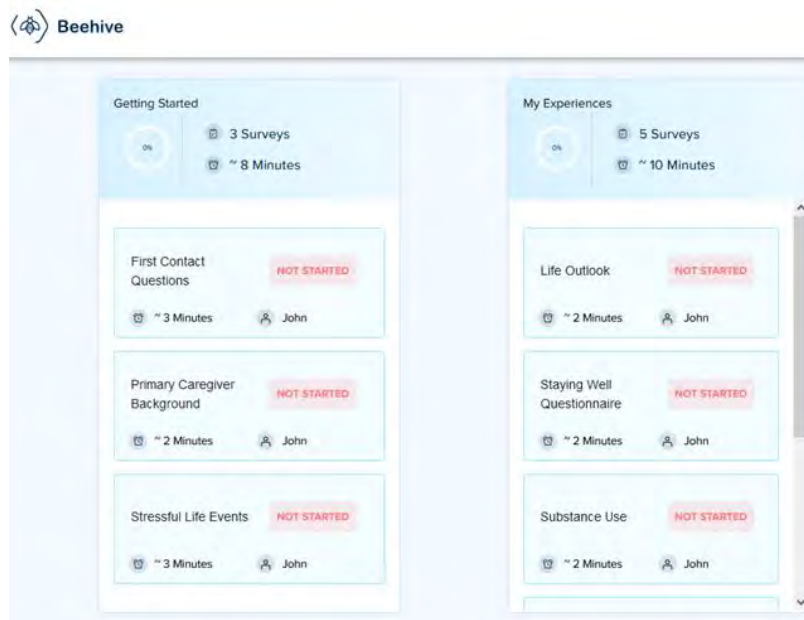 Beehive
Getting Started
0%
3 Surveys
~ 8 Minutes
First Contact
Questions
NOT STARTED
~ 3 Minutes
John
Primary Caregiver
Background
NOT STARTED
~ 2 Minutes
John
Stressful Life Events
NOT STARTED
~ 3 Minutes
John
My Experiences
0%
5 Surveys
~ 10 Minutes
Life Outlook
NOT STARTED
~ 2 Minutes
John
Staying Well
Questionnaire
NOT STARTED
~ 2 Minutes
John
Substance Use
NOT STARTED
~ 2 Minutes
John